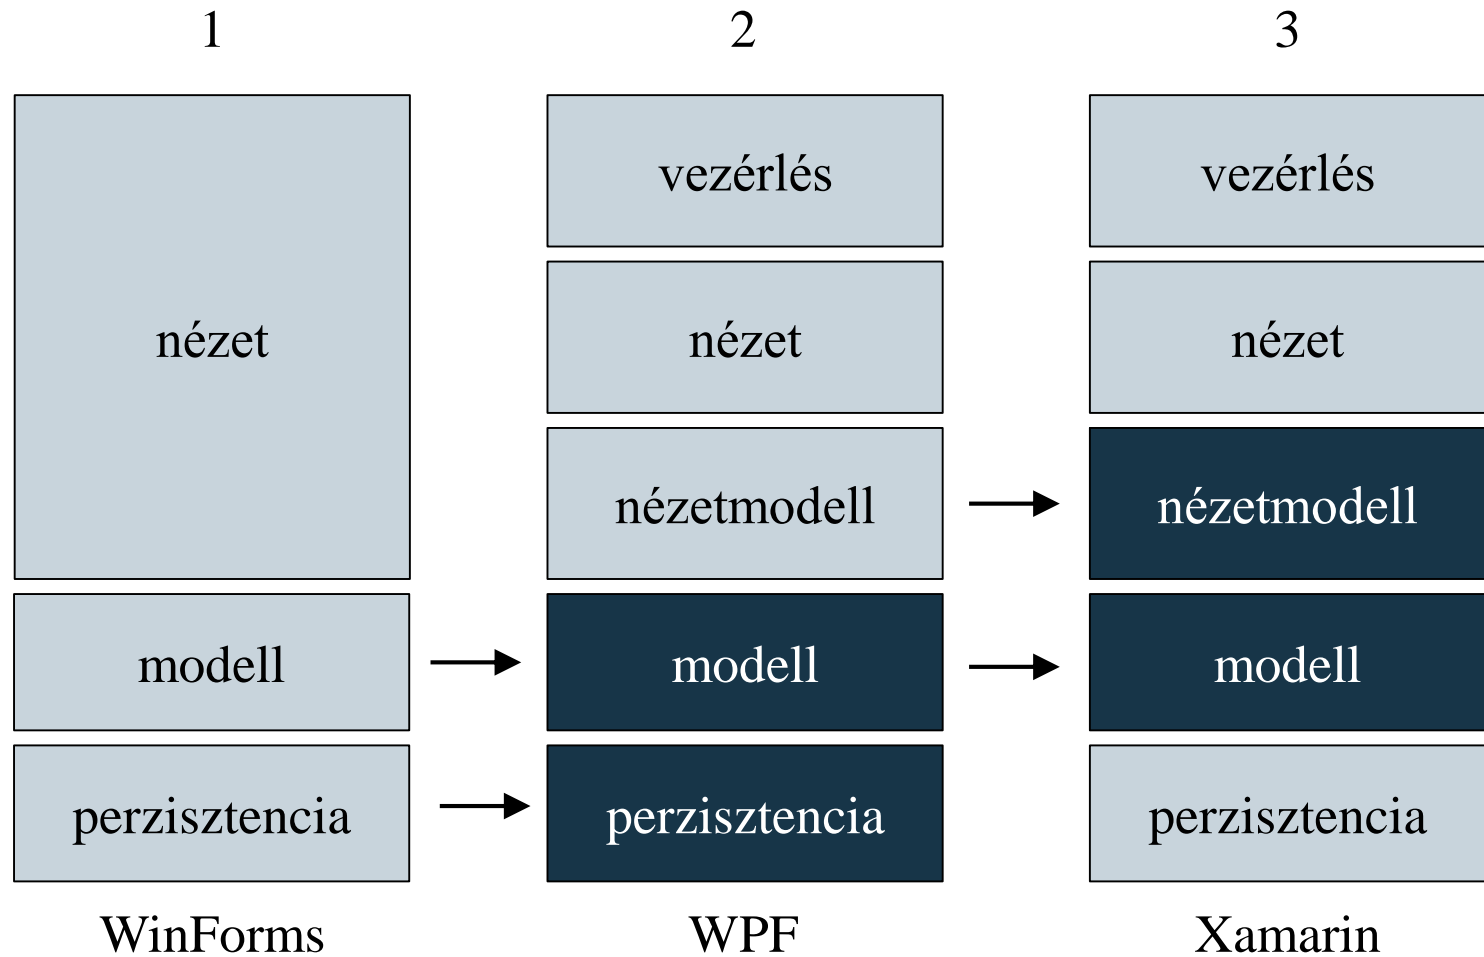 1
2
3
nézet
vezérlés
vezérlés
nézet
nézet
nézetmodell
nézetmodell
modell
modell
modell
perzisztencia
perzisztencia
perzisztencia
WinForms
WPF
Xamarin